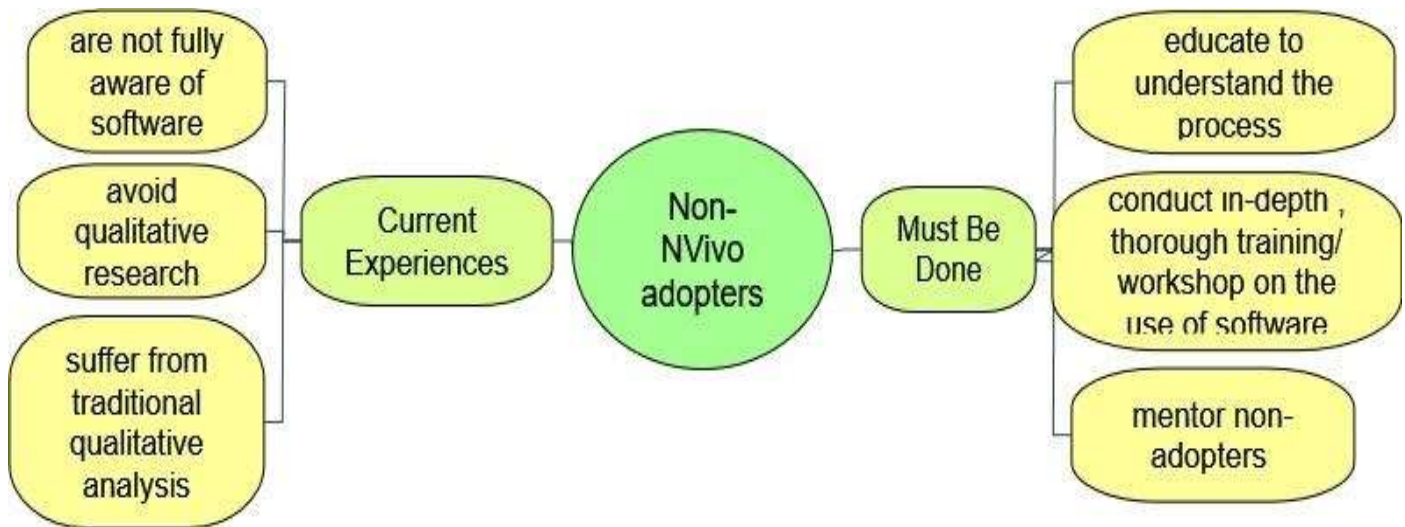 are not fully
aware of
software
avoid
qualitative
research
suffer from
traditional
qualitative
analysis
Current
Experiences
Non-
NVivo
adopters
Must Be
Done
educate to
understand the
process
conduct in-depth ,
thorough training/
workshop on the
use of software
mentor non-
adopters